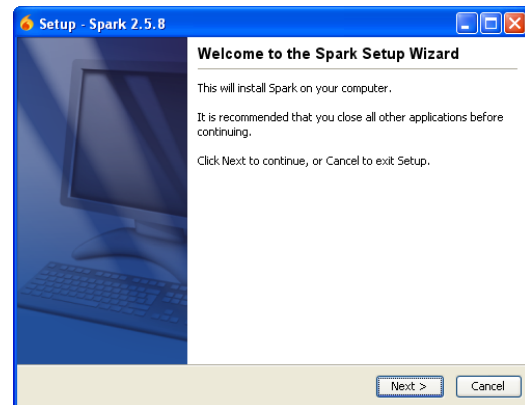 Setup - Spark 2.5.8
Welcome to the Spark Setup Wizard
This will install Spark on your computer.
It is recommended that you close all other applications before
continuing.
Click Next to continue, or Cancel to exit Setup.
Next >
Cancel